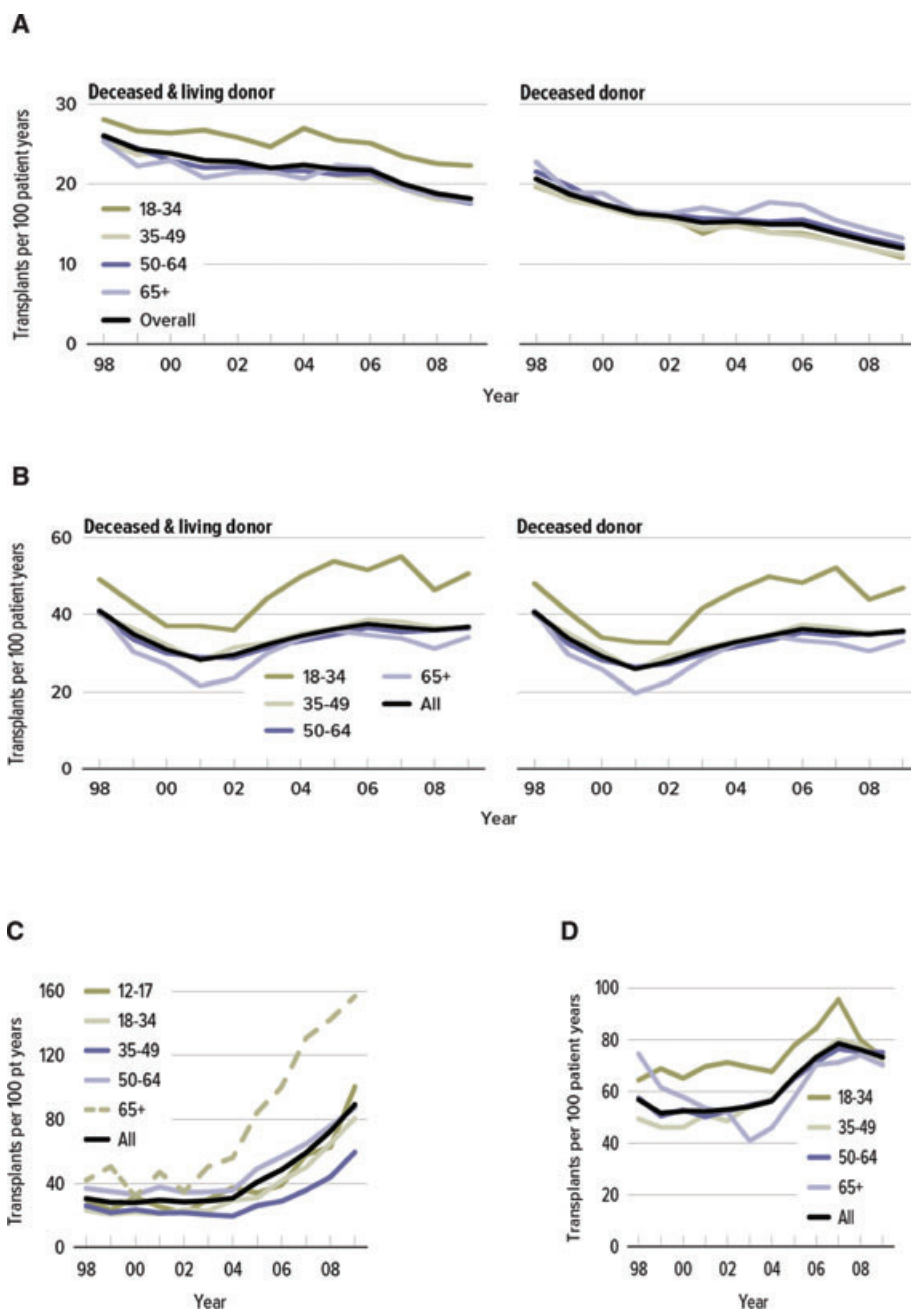 A
Deceased & living donor
Deceased donor
Transplants per 100 patient years
30
20
10
0
18-34
35-49
50-64
65+
Overall
98 00 02 04 06 08
98 00 02 04 06 08
Year
B
Deceased & living donor
Deceased donor
Transplants per 100 patient years
60
40
20
0
18-34
35-49
50-64
65+
All
98 00 02 04 06 08
98 00 02 04 06 08
Year
C
Transplants per 100 pt years
160
120
80
40
0
12-17
18-34
35-49
50-64
65+
All
98 00 02 04 06 08
Year
D
Transplants per 100 patient years
100
80
60
40
20
0
18-34
35-49
50-64
65+
All
98 00 02 04 06 08
Year